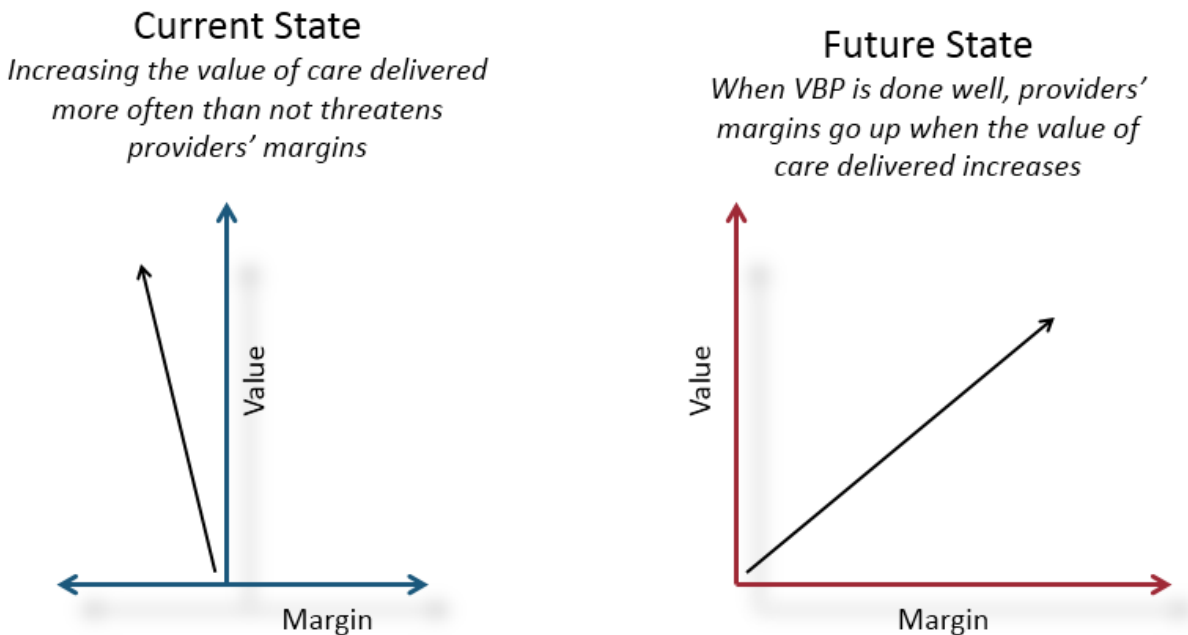 Current State
Increasing the value of care delivered
more often than not threatens
providers’ margins
Value
Margin
Future State
When VBP is done well, providers’
margins go up when the value of
care delivered increases
Value
Margin